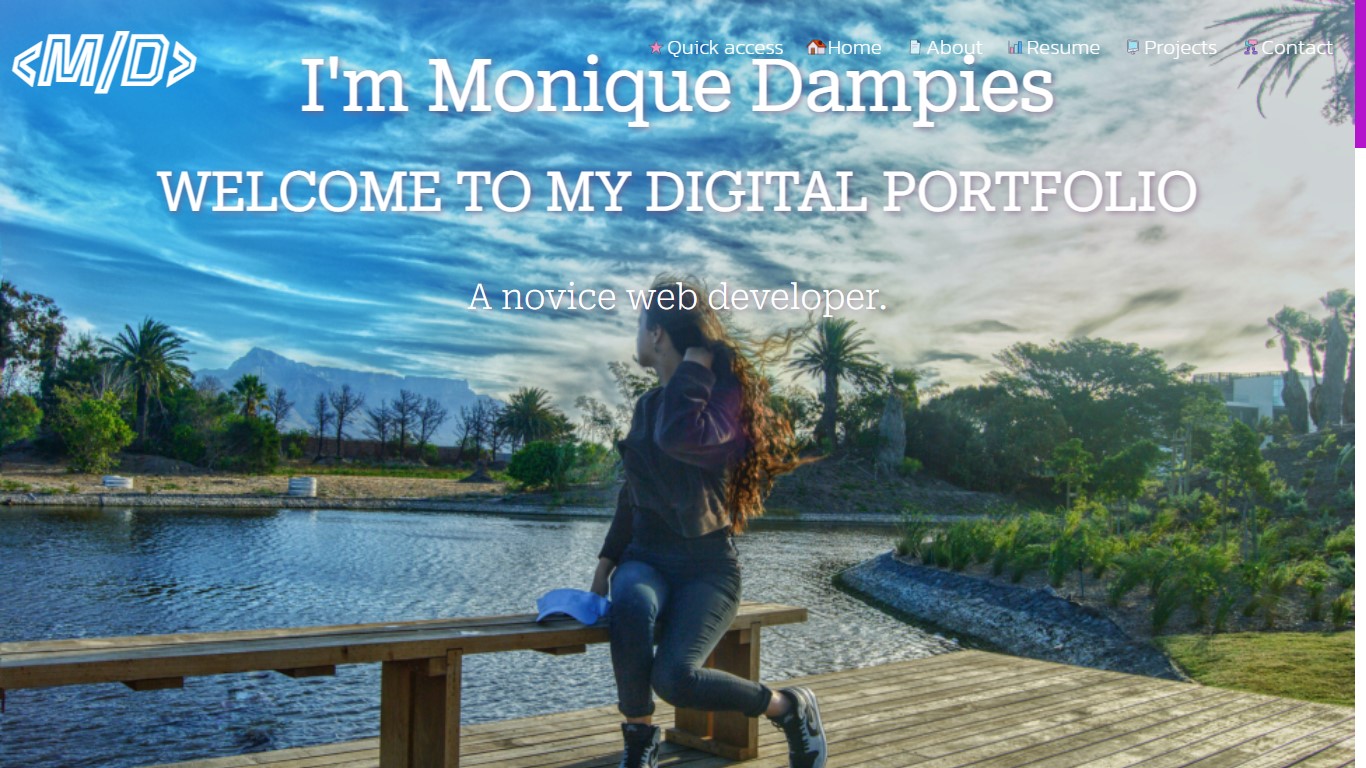 <M/D>
Quick access Home About Resume Projects Contact
I'm Monique Dampies
WELCOME TO MY DIGITAL PORTFOLIO
A novice web developer.